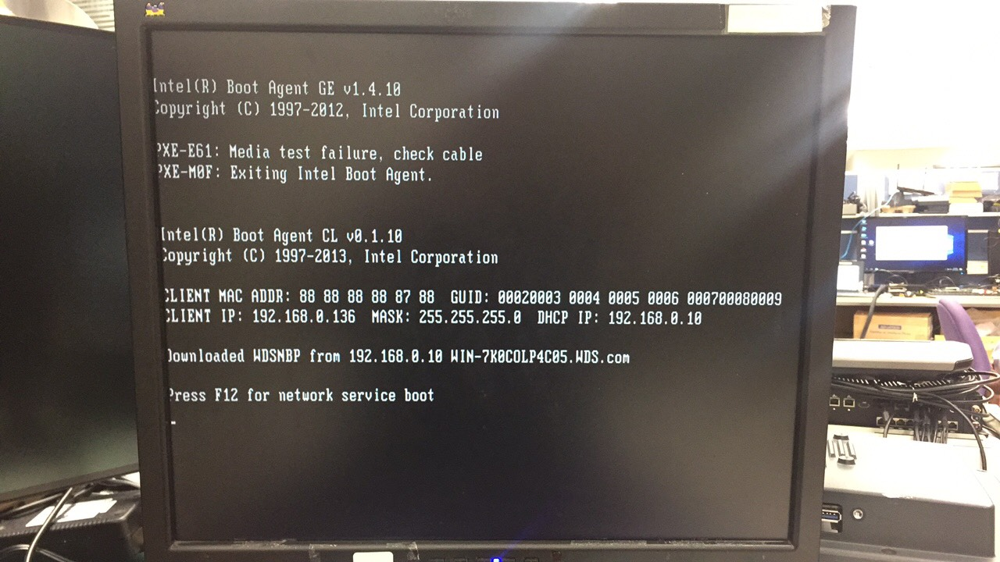 Intel(R) Boot Agent GE v1.4.10
Copyright (C) 1997-2012, Intel Corporation
PXE-E61: Media test failure, check cable
PXE-M0F: Exiting Intel Boot Agent.
Intel(R) Boot Agent CL v0.1.10
Copyright (C) 1997-2013, Intel Corporation
CLIENT MAC ADDR: 88 88 88 88 87 88 GUID: 00020003 0004 0005 0006 000700080009
CLIENT IP: 192.168.0.136 MASK: 255.255.255.0 DHCP IP: 192.168.0.10
Downloaded WDSNBP from 192.168.0.10 WIN-7K0COLP4C05.WDS.com
Press F12 for network service boot